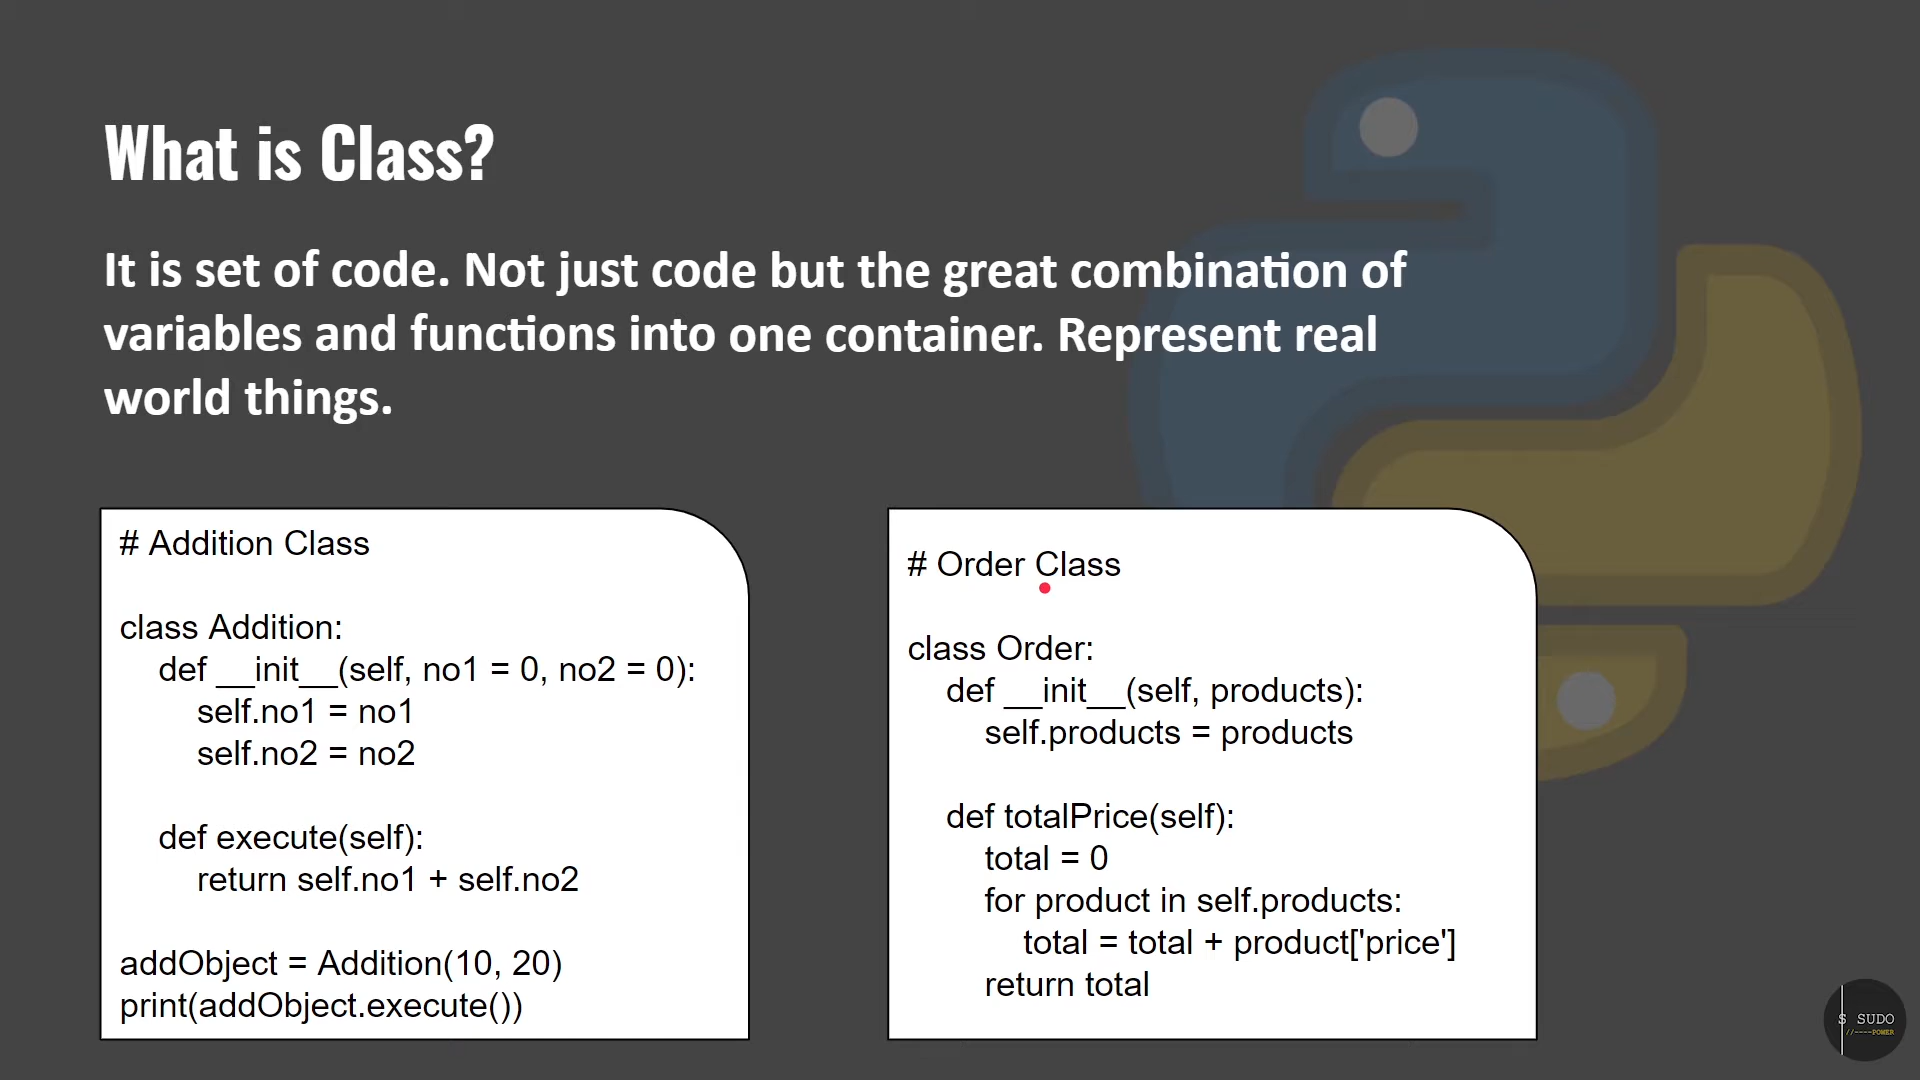 What is Class?
It is set of code. Not just code but the great combination of
variables and functions into one container. Represent real
world things.
# Addition Class
class Addition:
def __init__(self, no1 = 0, no2 = 0):
self.no1 = no1
self.no2 = no2
def execute(self):
return self.no1 + self.no2
addObject = Addition(10, 20)
print(addObject.execute())
# Order Class
class Order:
def __init__(self, products):
self.products = products
def totalPrice(self):
total = 0
for product in self.products:
total = total + product['price']
return total
S SUDO
//----POWER